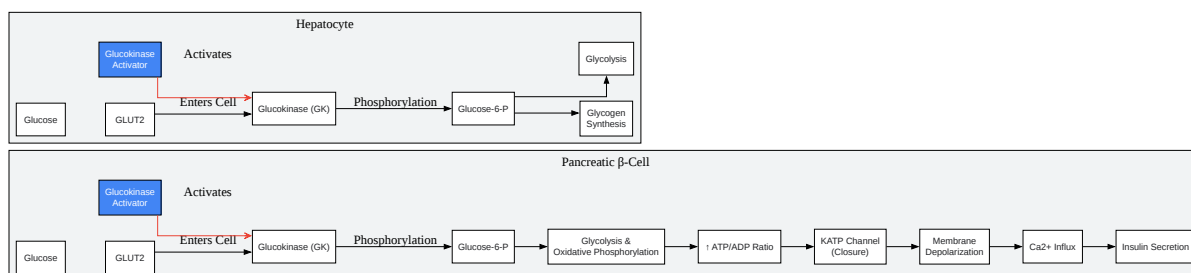 Hepatocyte
Glucokinase
Activator
Activates
Glycolysis
Enters Cell
Phosphorylation
Glucose
GLUT2
Glucokinase (GK)
Glucose-6-P
Glycogen
Synthesis
Pancreatic β-Cell
Glucokinase
Activator
Activates
Enters Cell
Phosphorylation
Glucose
GLUT2
Glucokinase (GK)
Glucose-6-P
Glycolysis &
Oxidative Phosphorylation
↑ ATP/ADP Ratio
KATP Channel
(Closure)
Membrane
Depolarization
Ca2+ Influx
Insulin Secretion